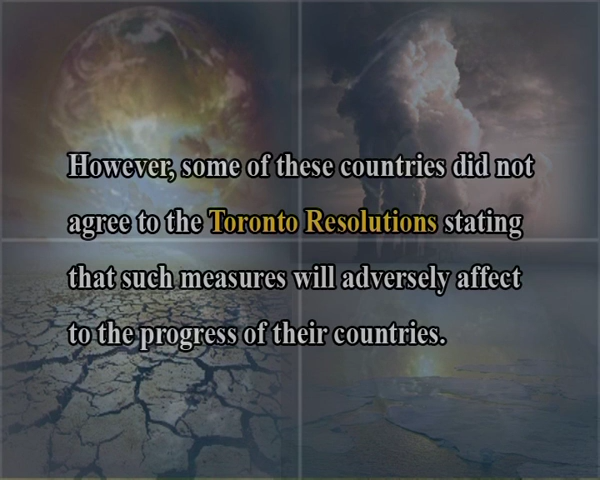 However, some of these countries did not
agree to the Toronto Resolutions stating
that such measures will adversely affect
to the progress of their countries.